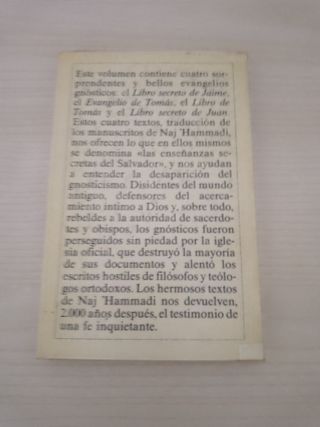 Este volumen contiene cuatro sor-
prendentes y bellos evangelios
gnósticos: el Libro secreto de Jaime,
el Evangelio de Tomás, el Libro de
Tomás y el Libro secreto de Juan.
Estos cuatro textos, traducción de
los manuscritos de Naj 'Hammadi,
nos ofrecen lo que en ellos mismos
se denomina «las enseñanzas se-
cretas del Salvador», y nos ayudan
a entender la desaparición del
gnosticismo. Disidentes del mundo
antiguo, defensores del acerca-
miento íntimo a Dios y, sobre todo,
rebeldes a la autoridad de sacerdo-
tes y obispos, los gnósticos fueron
perseguidos sin piedad por la igle-
sia oficial, que destruyó la mayoría
de sus documentos y alentó los
escritos hostiles de filósofos y teólo-
gos ortodoxos. Los hermosos textos
de Naj 'Hammadi nos devuelven,
2.000 años después, el testimonio de
una fe inquietante.